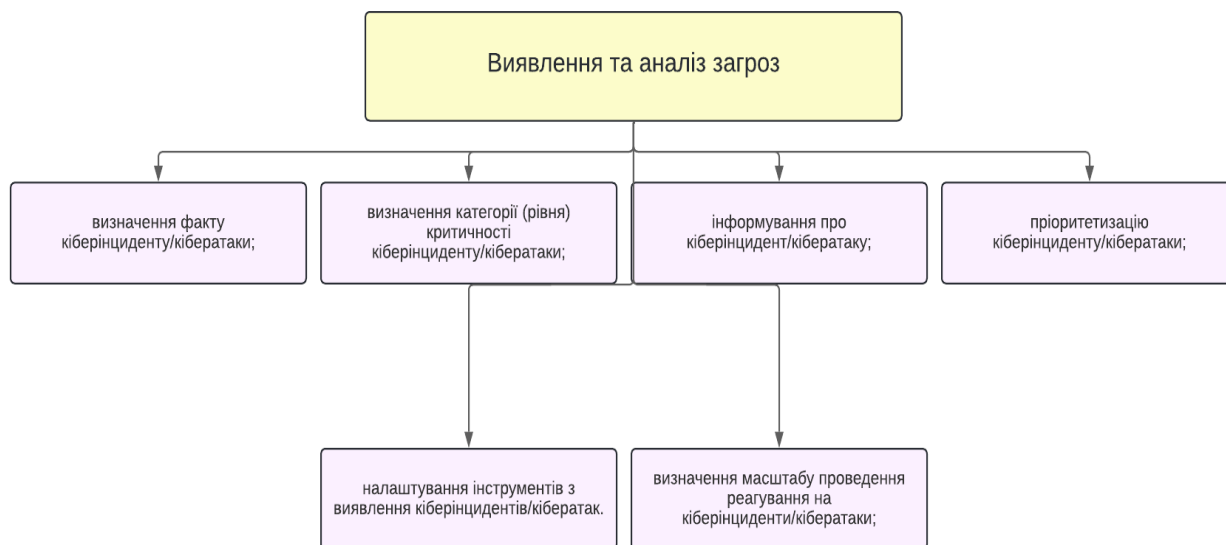 Виявлення та аналіз загроз
визначення факту
кіберінциденту/кібератаки;
визначення категорії (рівня)
критичності
кіберінциденту/кібератаки;
інформування про
кіберінцидент/кібератаку;
пріоритетизацію
кіберінциденту/кібератаки;
налаштування інструментів з
виявлення кіберінцидентів/кібератак.
визначення масштабу проведення
реагування на
кіберінциденти/кібератаки;